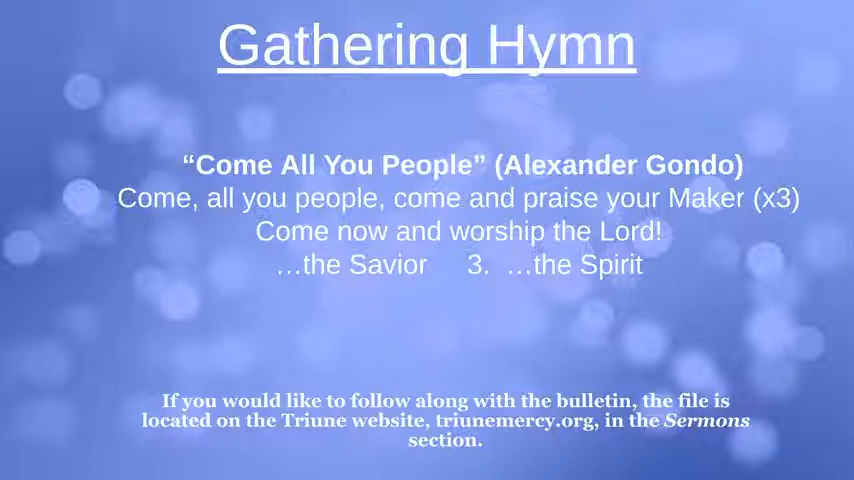 Gathering Hymn
“Come All You People” (Alexander Gondo)
Come, all you people, come and praise your Maker (x3)
Come now and worship the Lord!
…the Savior 3. …the Spirit
If you would like to follow along with the bulletin, the file is
located on the Triune website, triunemercy.org, in the Sermons
section.